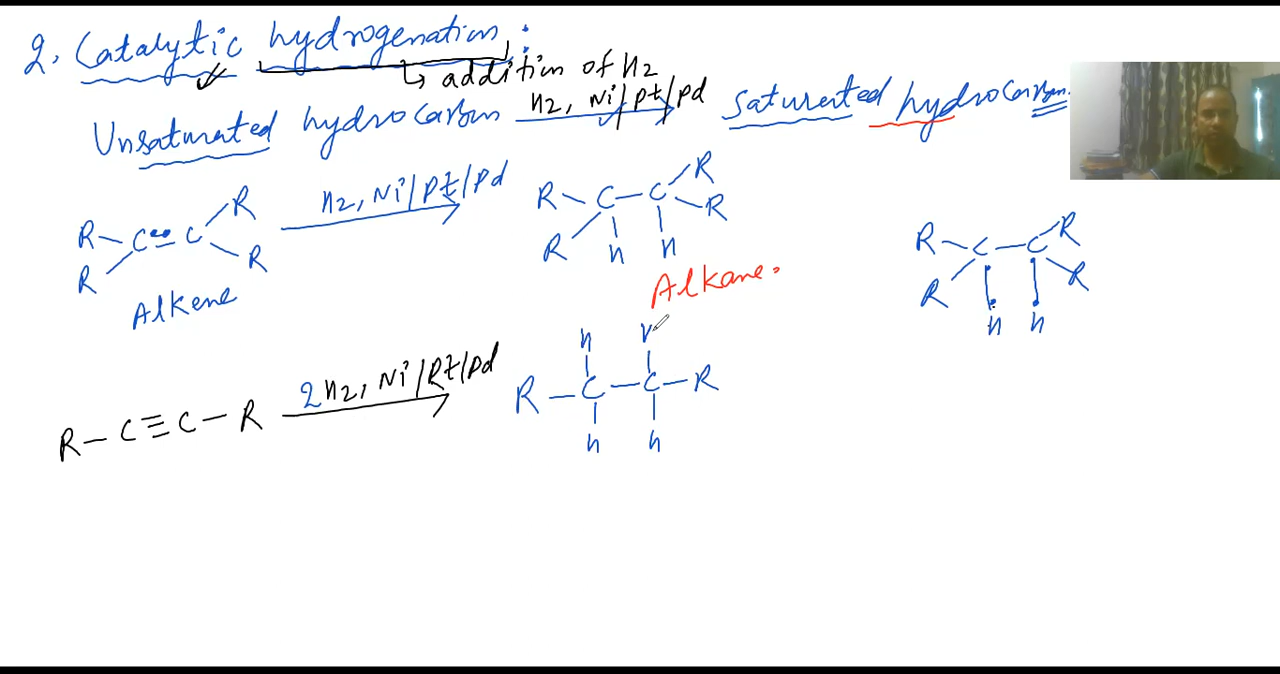 2. Catalytic hydrogenation :
↳ addition of H2
Unsaturated hydrocarbon H2, Ni/Pt/Pd saturated hydrocarbon.
R C = C R R R H2, Ni/Pt/Pd R C — C R R R H H
Alkene
Alkane.
R C — C R R R H H
R — C ≡ C — R 2H2, Ni/Pt/Pd R — C — C — R H H H